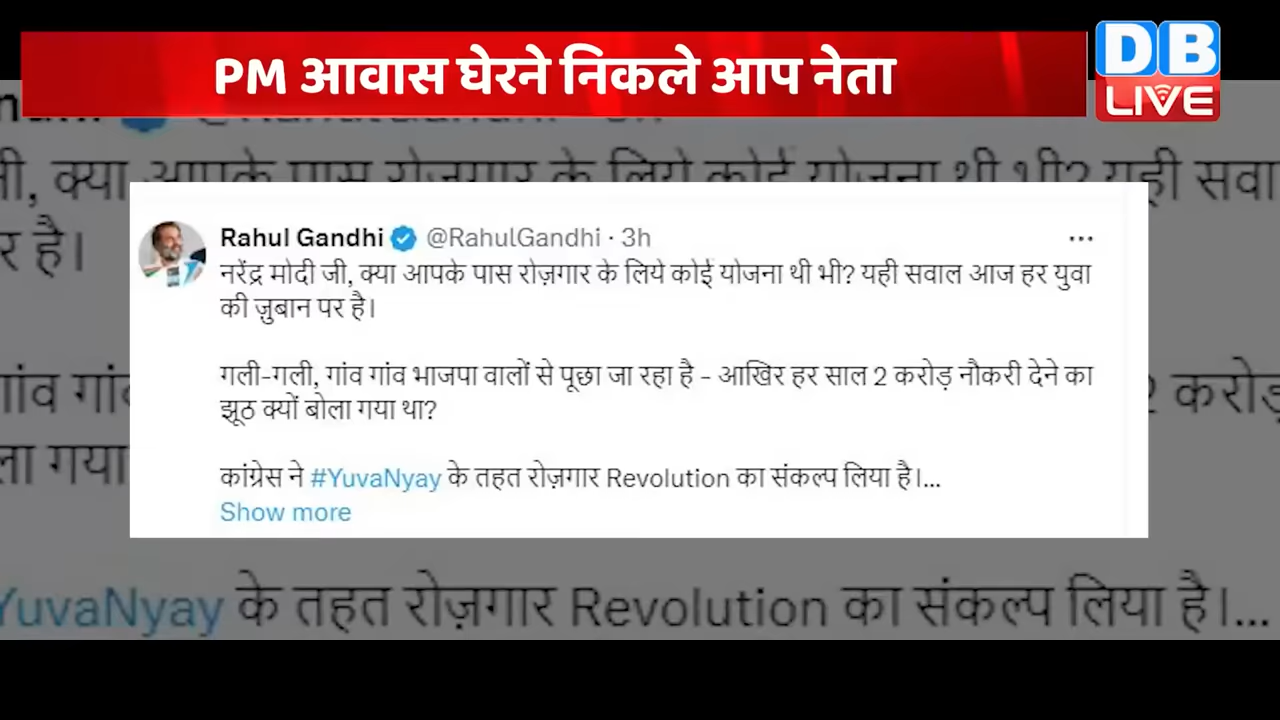 PM आवास घेरने निकले आप नेता
DB
LIVE
Rahul Gandhi @RahulGandhi · 3h
नरेंद्र मोदी जी, क्या आपके पास रोज़गार के लिये कोई योजना थी भी? यही सवाल आज हर युवा
की ज़ुबान पर है।
गली-गली, गांव गांव भाजपा वालों से पूछा जा रहा है - आखिर हर साल 2 करोड़ नौकरी देने का
झूठ क्यों बोला गया था?
कांग्रेस ने #YuvaNyay के तहत रोज़गार Revolution का संकल्प लिया है।...
Show more
YuvaNyay के तहत रोज़गार Revolution का संकल्प लिया है।...